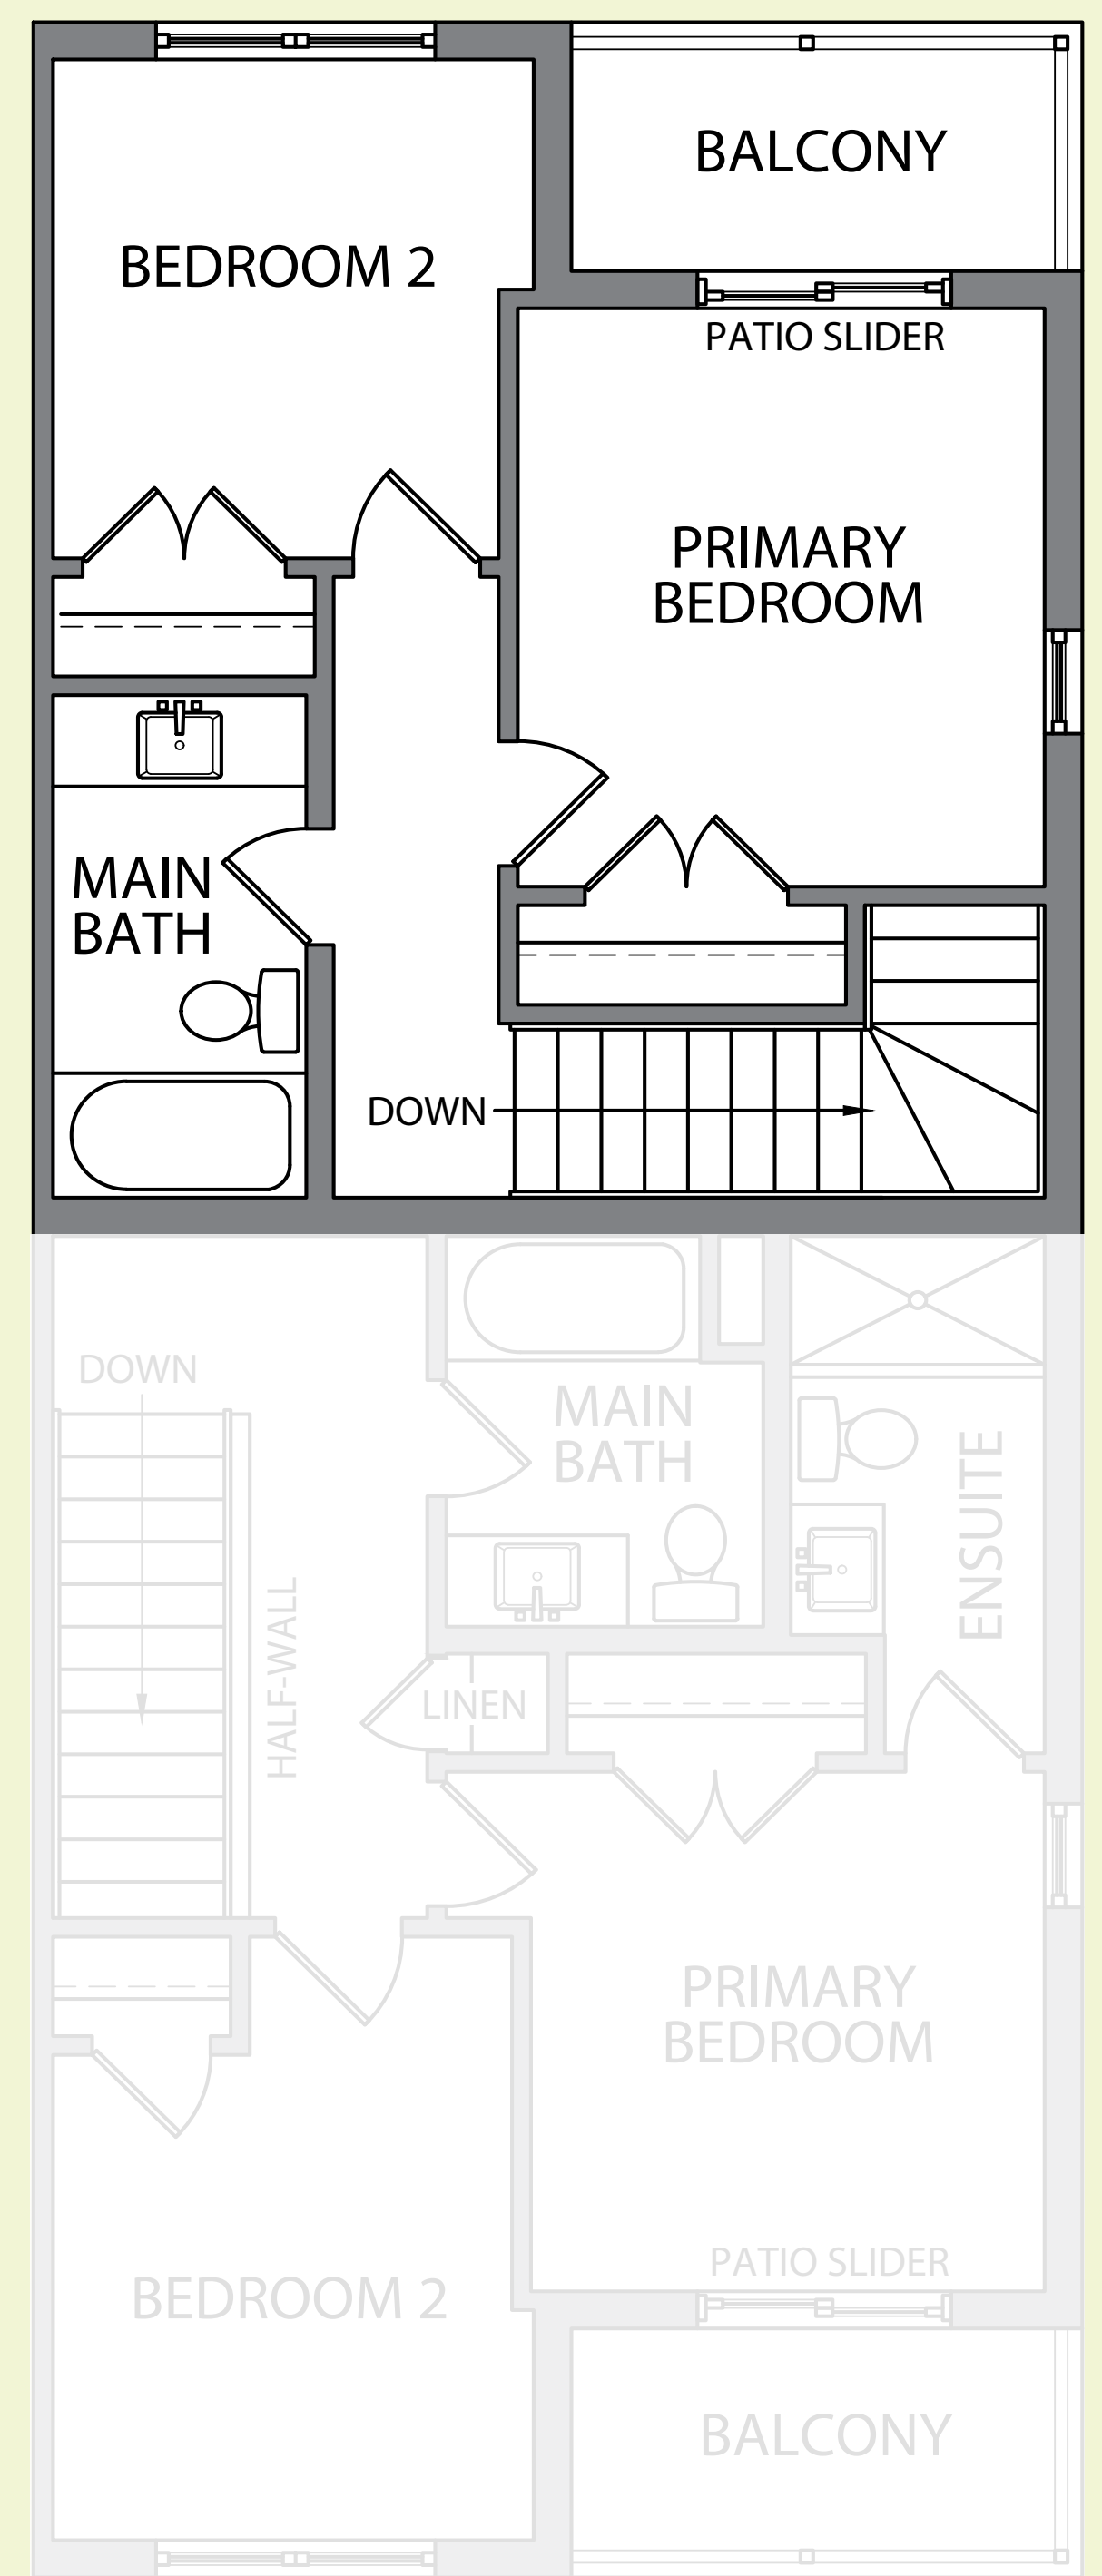 BALCONY
BEDROOM 2
PATIO SLIDER
PRIMARY
BEDROOM
MAIN
BATH
DOWN
DOWN
MAIN
BATH
ENSUITE
HALF-WALL
LINEN
PRIMARY
BEDROOM
PATIO SLIDER
BEDROOM 2
BALCONY